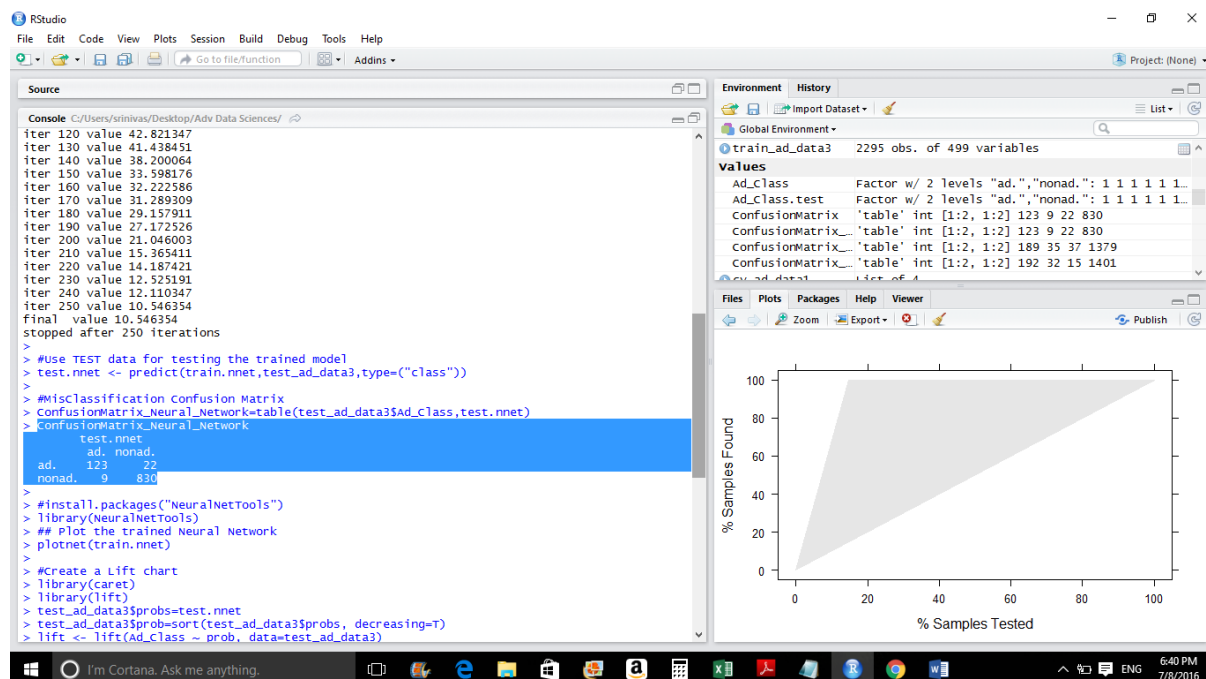 RStudio
File Edit Code View Plots Session Build Debug Tools Help
Go to file/function Addins Project: (None)
Source
Console C:/Users/srinivas/Desktop/Adv Data Sciences/
iter 120 value 42.821347
iter 130 value 41.438451
iter 140 value 38.200064
iter 150 value 33.598176
iter 160 value 32.222586
iter 170 value 31.289309
iter 180 value 29.157911
iter 190 value 27.172526
iter 200 value 21.046003
iter 210 value 15.365411
iter 220 value 14.187421
iter 230 value 12.525191
iter 240 value 12.110347
iter 250 value 10.546354
final value 10.546354
stopped after 250 iterations
>
> #Use TEST data for testing the trained model
> test.nnet <- predict(train.nnet,test_ad_data3,type=("class"))
>
> #MisClassification Confusion Matrix
> ConfusionMatrix_Neural_Network=table(test_ad_data3$Ad_Class,test.nnet)
> ConfusionMatrix_Neural_Network
test.nnet
ad. nonad.
ad. 123 22
nonad. 9 830
>
> #install.packages("NeuralNetTools")
> library(NeuralNetTools)
> ## Plot the trained Neural Network
> plotnet(train.nnet)
>
> #Create a Lift chart
> library(caret)
> library(lift)
> test_ad_data3$probs=test.nnet
> test_ad_data3$prob=sort(test_ad_data3$probs, decreasing=T)
> lift <- lift(Ad_Class ~ prob, data=test_ad_data3)
Environment History
Import Dataset List
Global Environment
train_ad_data3 2295 obs. of 499 variables
Values
Ad_Class Factor w/ 2 levels "ad.","nonad.": 1 1 1 1 1 1…
Ad_Class.test Factor w/ 2 levels "ad.","nonad.": 1 1 1 1 1 1…
ConfusionMatrix 'table' int [1:2, 1:2] 123 9 22 830
ConfusionMatrix_… 'table' int [1:2, 1:2] 123 9 22 830
ConfusionMatrix_… 'table' int [1:2, 1:2] 189 35 37 1379
ConfusionMatrix_… 'table' int [1:2, 1:2] 192 32 15 1401
cv_ad_data1 List of 4
Files Plots Packages Help Viewer
Zoom Export Publish
100
80
60
40
20
0
% Samples Found
0 20 40 60 80 100
% Samples Tested
I'm Cortana. Ask me anything.
ENG
6:40 PM
7/8/2016